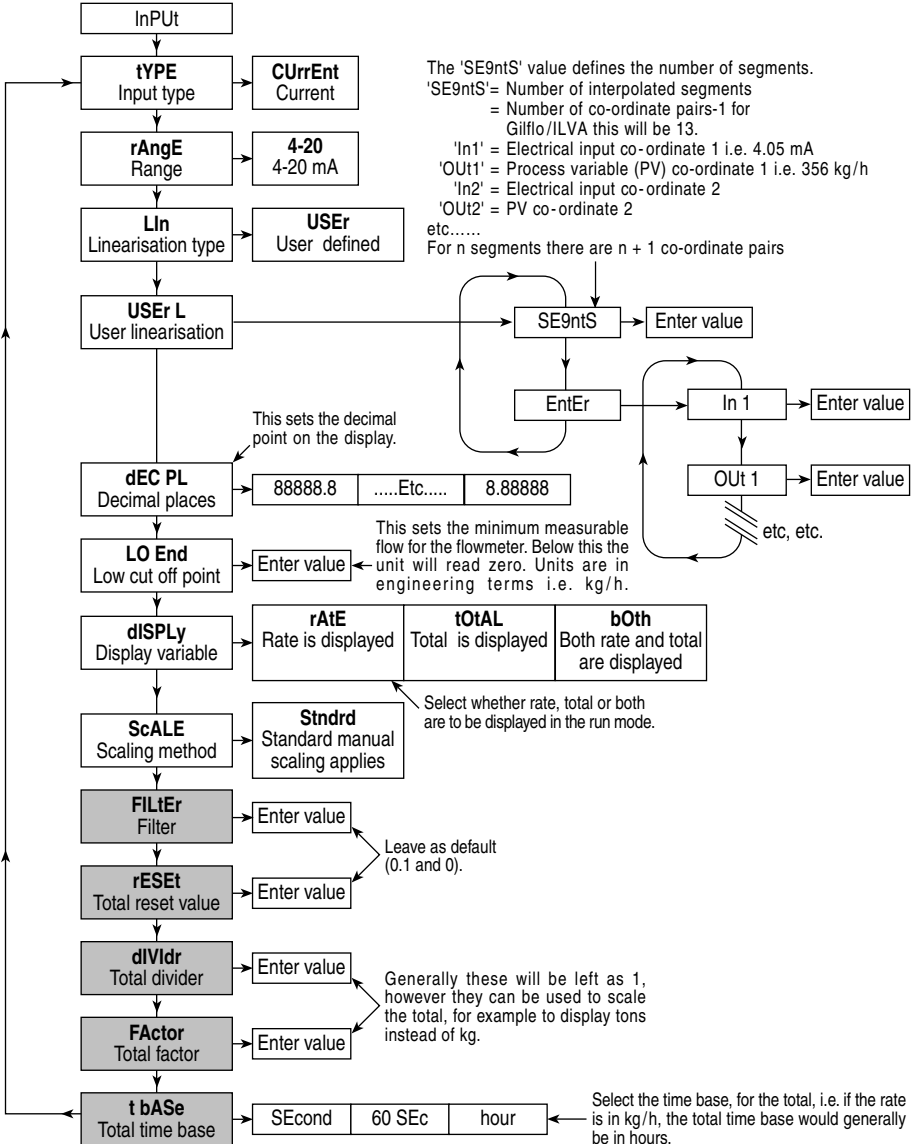 InPUt
tYPE
Input type
CUrrEnt
Current
The 'SE9ntS' value defines the number of segments.
'SE9ntS'= Number of interpolated segments
= Number of co-ordinate pairs-1 for
Gilflo/ILVA this will be 13.
'In1' = Electrical input co-ordinate 1 i.e. 4.05 mA
'OUt1' = Process variable (PV) co-ordinate 1 i.e. 356 kg/h
'In2' = Electrical input co-ordinate 2
'OUt2' = PV co-ordinate 2
etc......
For n segments there are n + 1 co-ordinate pairs
rAngE
Range
4-20
4-20 mA
LIn
Linearisation type
USEr
User defined
USEr L
User linearisation
SE9ntS
Enter value
EntEr
In 1
Enter value
OUt 1
Enter value
etc, etc.
This sets the decimal
point on the display.
dEC PL
Decimal places
88888.8
.....Etc.....
8.88888
LO End
Low cut off point
Enter value
This sets the minimum measurable
flow for the flowmeter. Below this the
unit will read zero. Units are in
engineering terms i.e. kg/h.
dISPLy
Display variable
rAtE
Rate is displayed
tOtAL
Total is displayed
bOth
Both rate and total
are displayed
Select whether rate, total or both
are to be displayed in the run mode.
ScALE
Scaling method
Stndrd
Standard manual
scaling applies
FILtEr
Filter
Enter value
Leave as default
(0.1 and 0).
rESEt
Total reset value
Enter value
dIVIdr
Total divider
Enter value
Generally these will be left as 1,
however they can be used to scale
the total, for example to display tons
instead of kg.
FActor
Total factor
Enter value
t bASe
Total time base
SEcond
60 SEc
hour
Select the time base, for the total, i.e. if the rate
is in kg/h, the total time base would generally
be in hours.